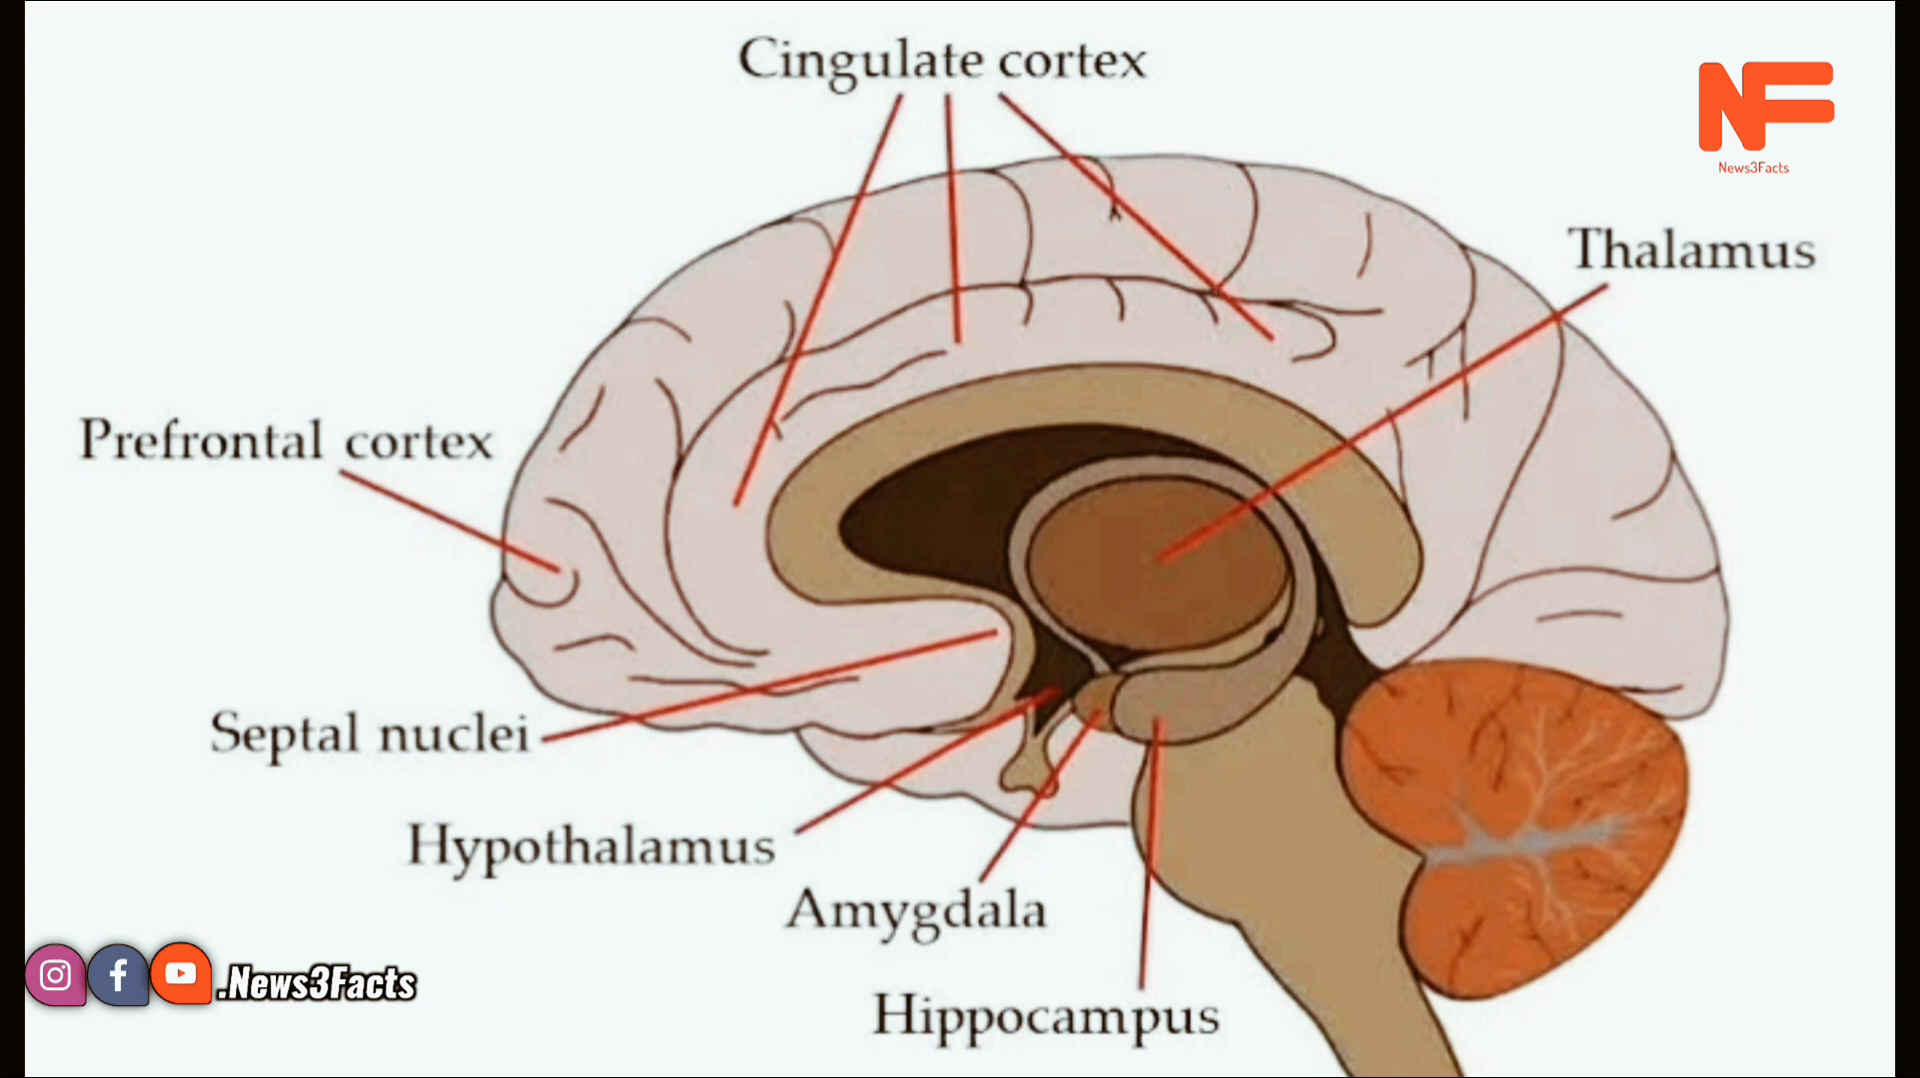 Cingulate cortex
NF
News3Facts
Thalamus
Prefrontal cortex
Septal nuclei
Hypothalamus
Amygdala
.News3Facts
Hippocampus